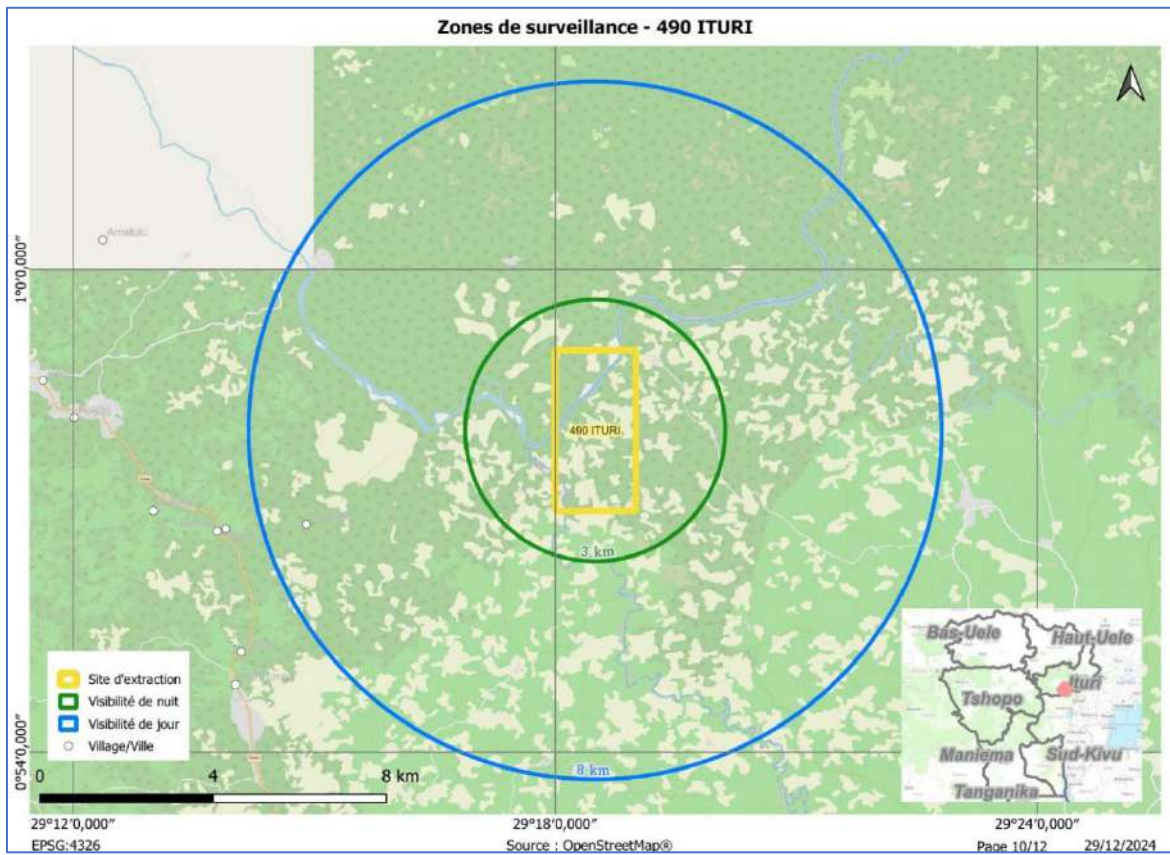 Zones de surveillance - 490 ITURI
1°0'0,000"
0°54'0,000"
490 ITURI
3 km
8 km
Site d'extraction
Visibilité de nuit
Visibilité de jour
Village/Ville
0 4 8 km
Bas-Uele
Haut-Uele
Ituri
Tshopo
Maniema
Sud-Kivu
Tanganika
29°12'0,000"
29°18'0,000"
29°24'0,000"
EPSG:4326
Source : OpenStreetMap®
Page 10/12
29/12/2024